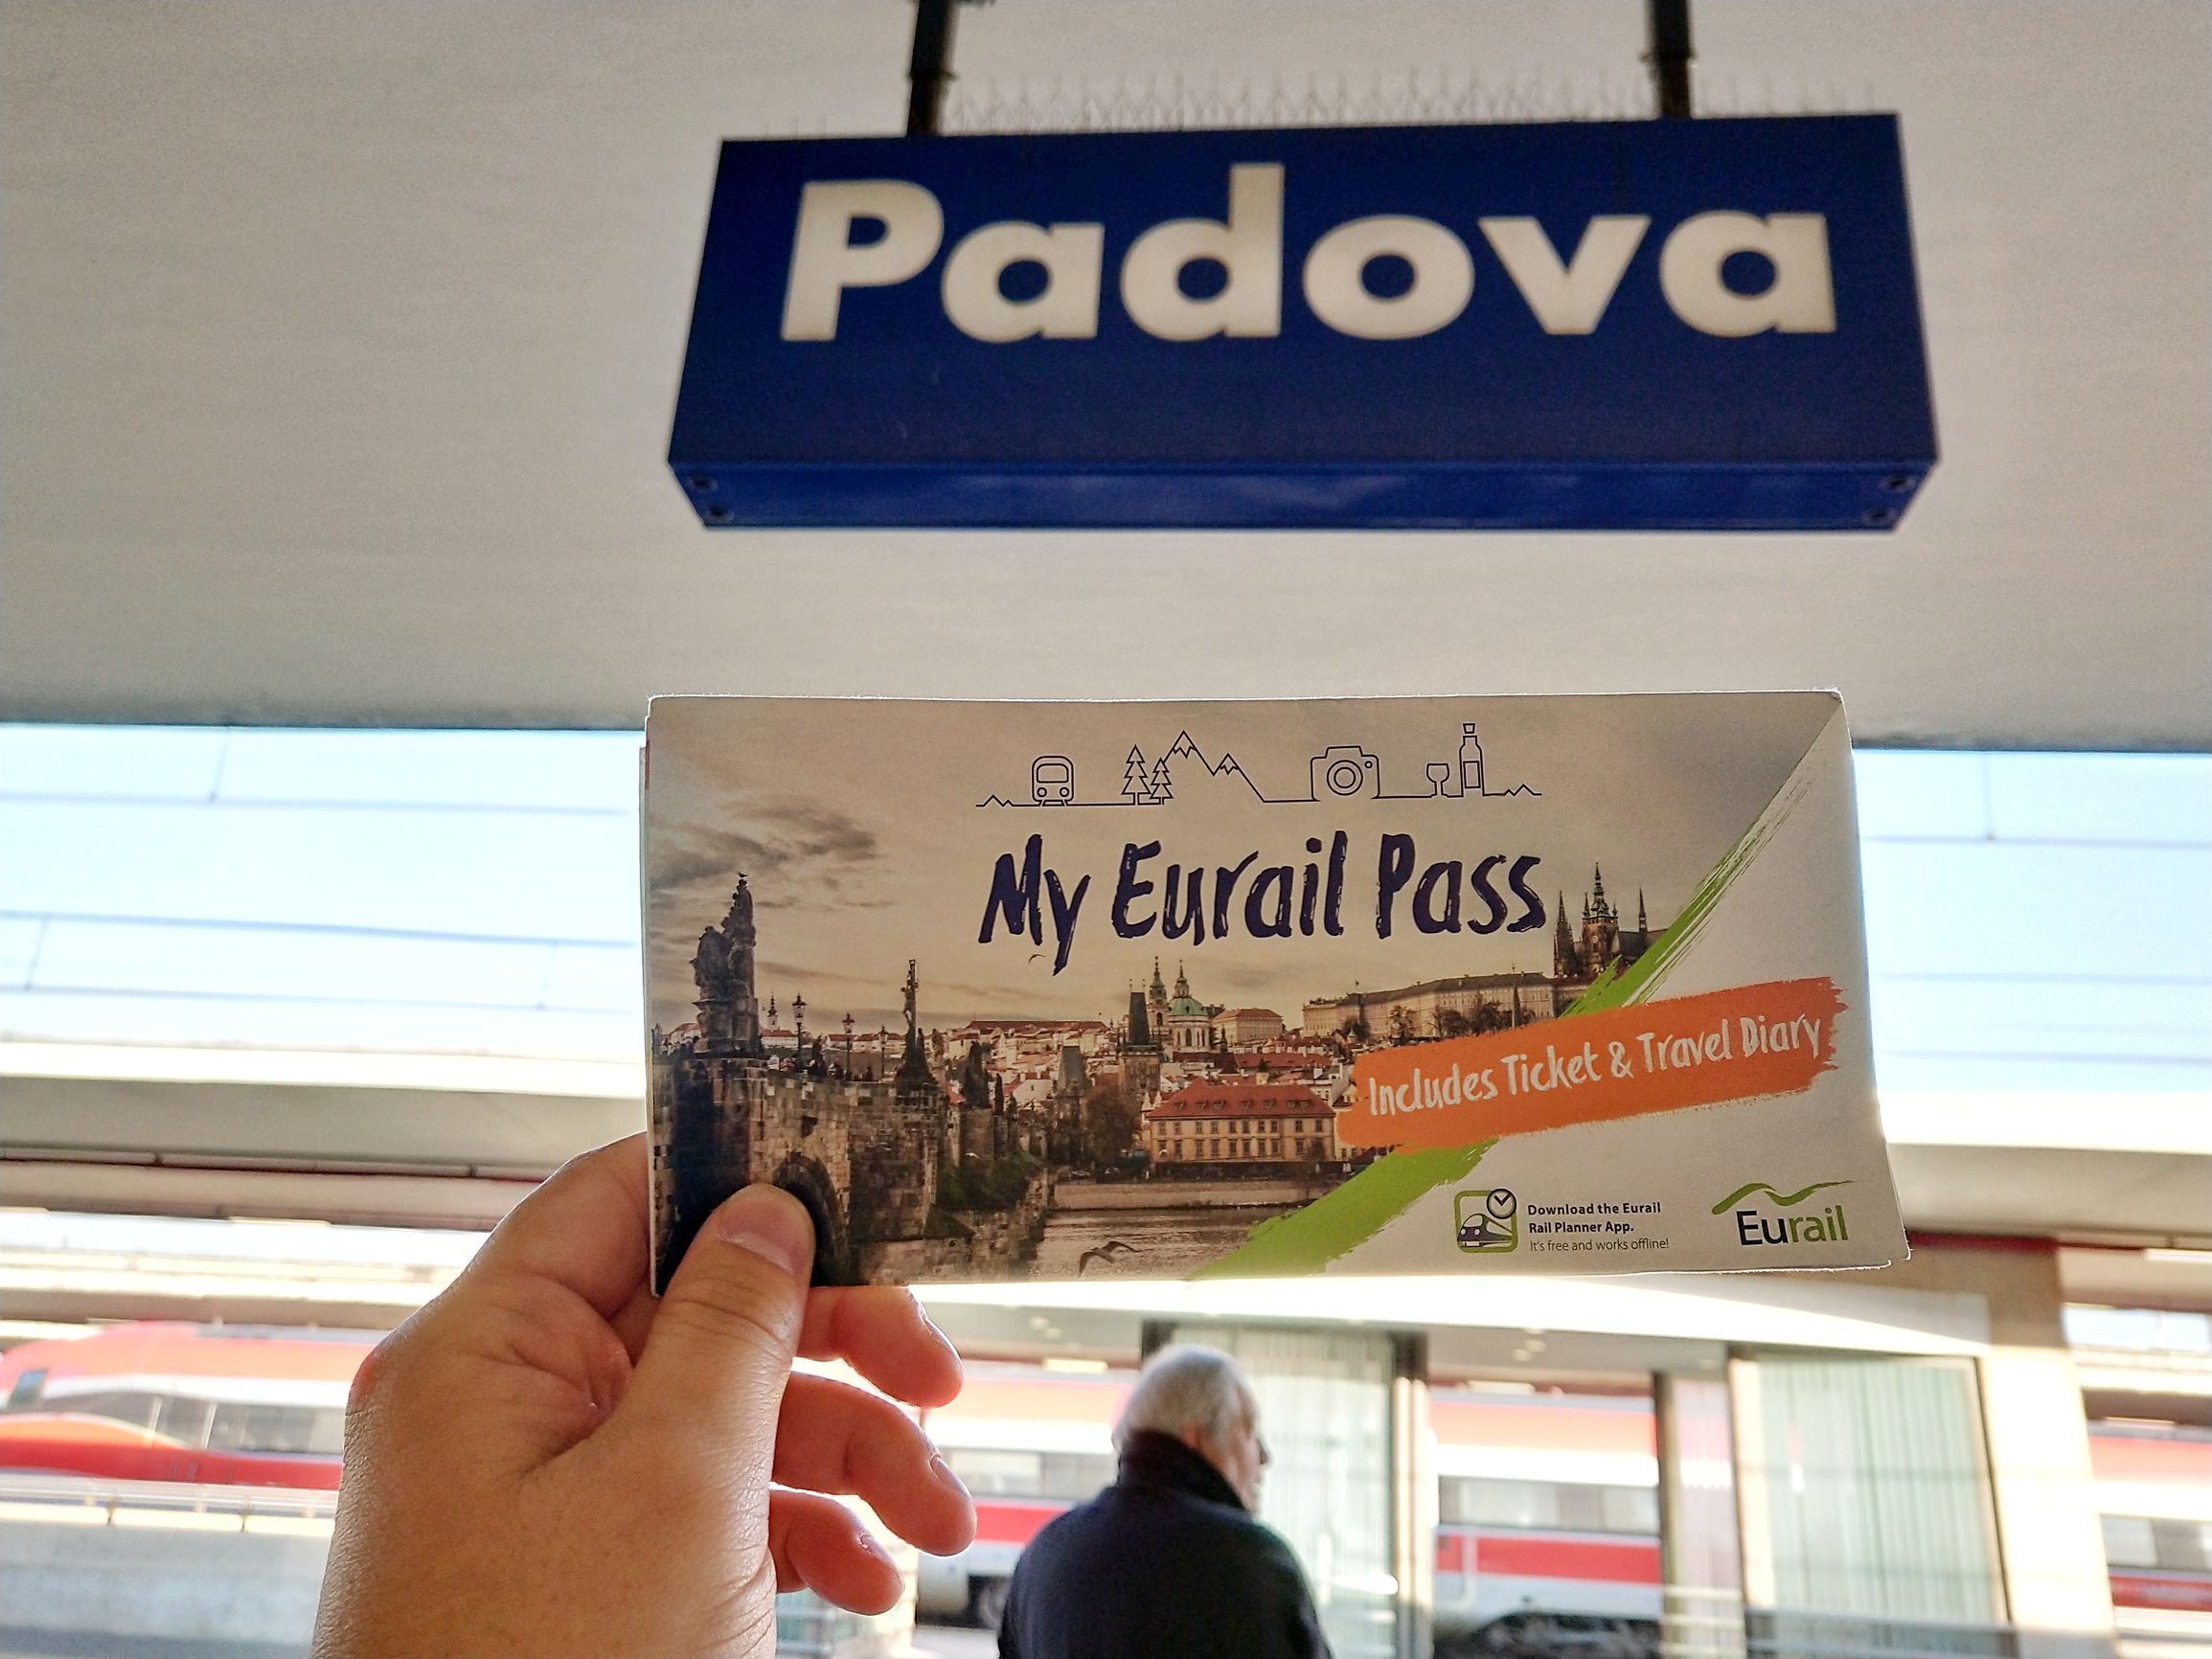 Padova
My Eurail Pass
Includes Ticket & Travel Diary
Download the Eurail
Rail Planner App.
It's free and works offline!
Eurail